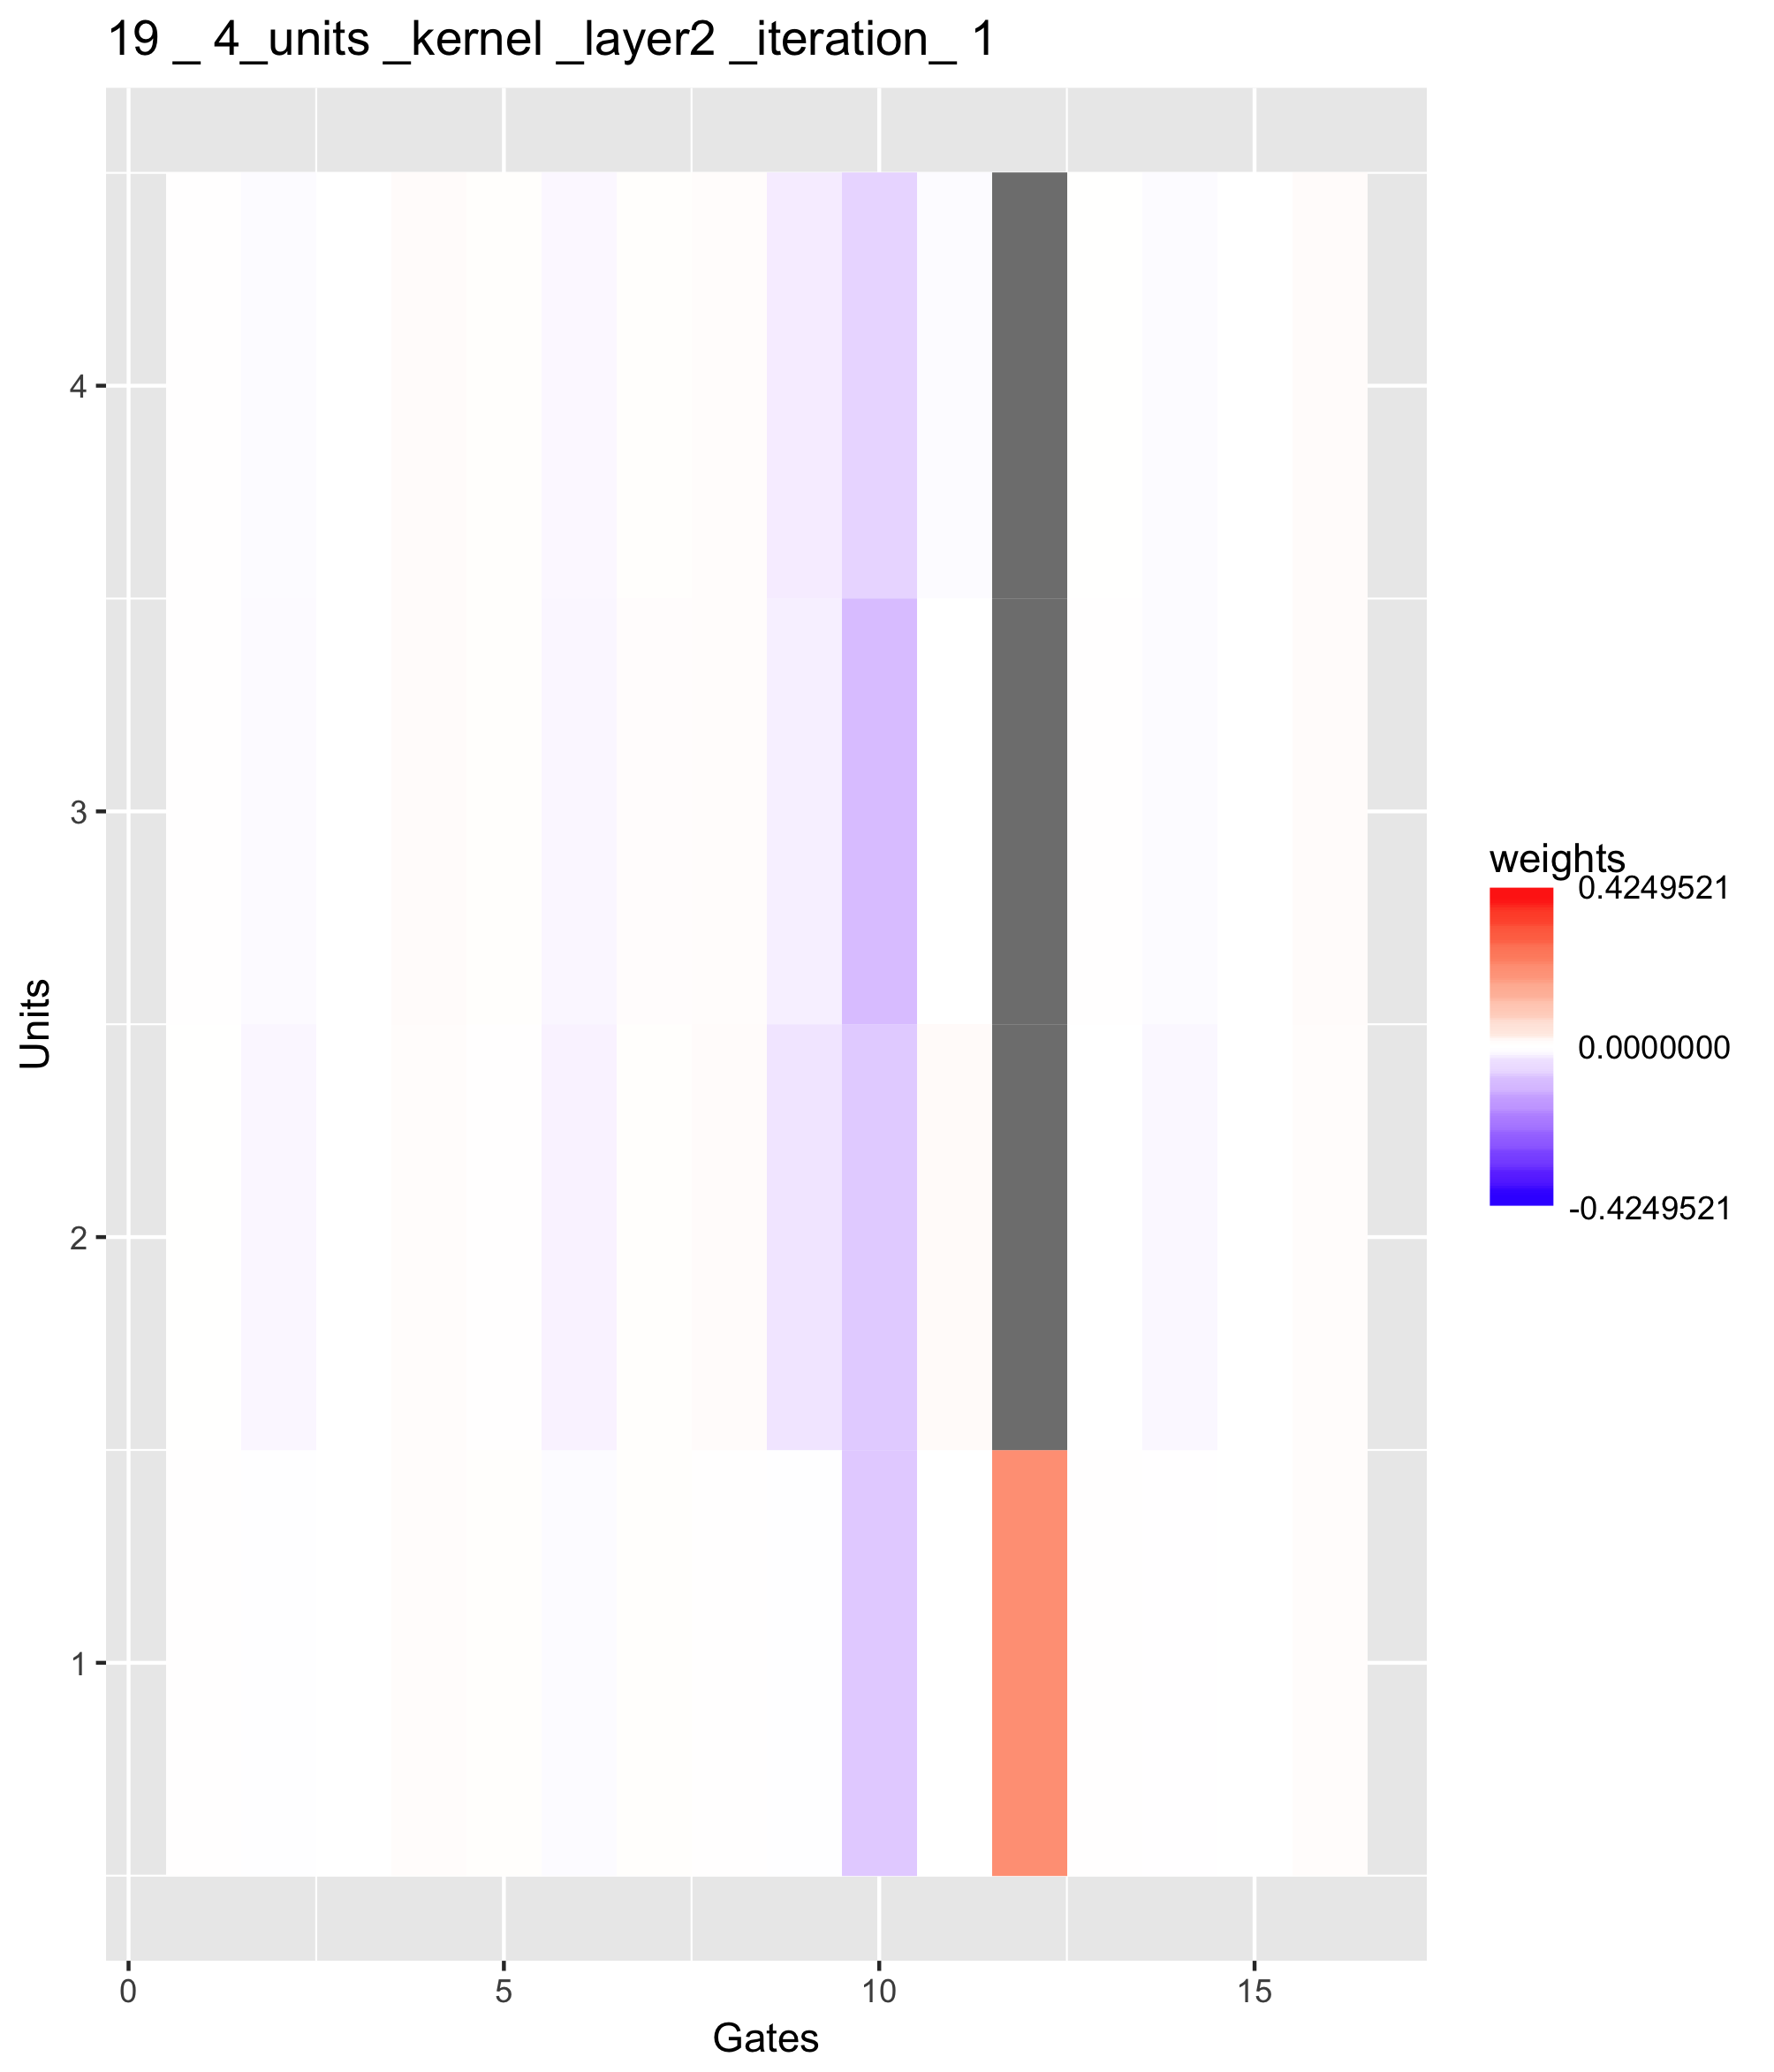 19 _ 4_units _kernel _layer2 _iteration_ 1
4
3
2
1
Units
0 5 10 15
Gates
weights
0.4249521
0.0000000
-0.4249521